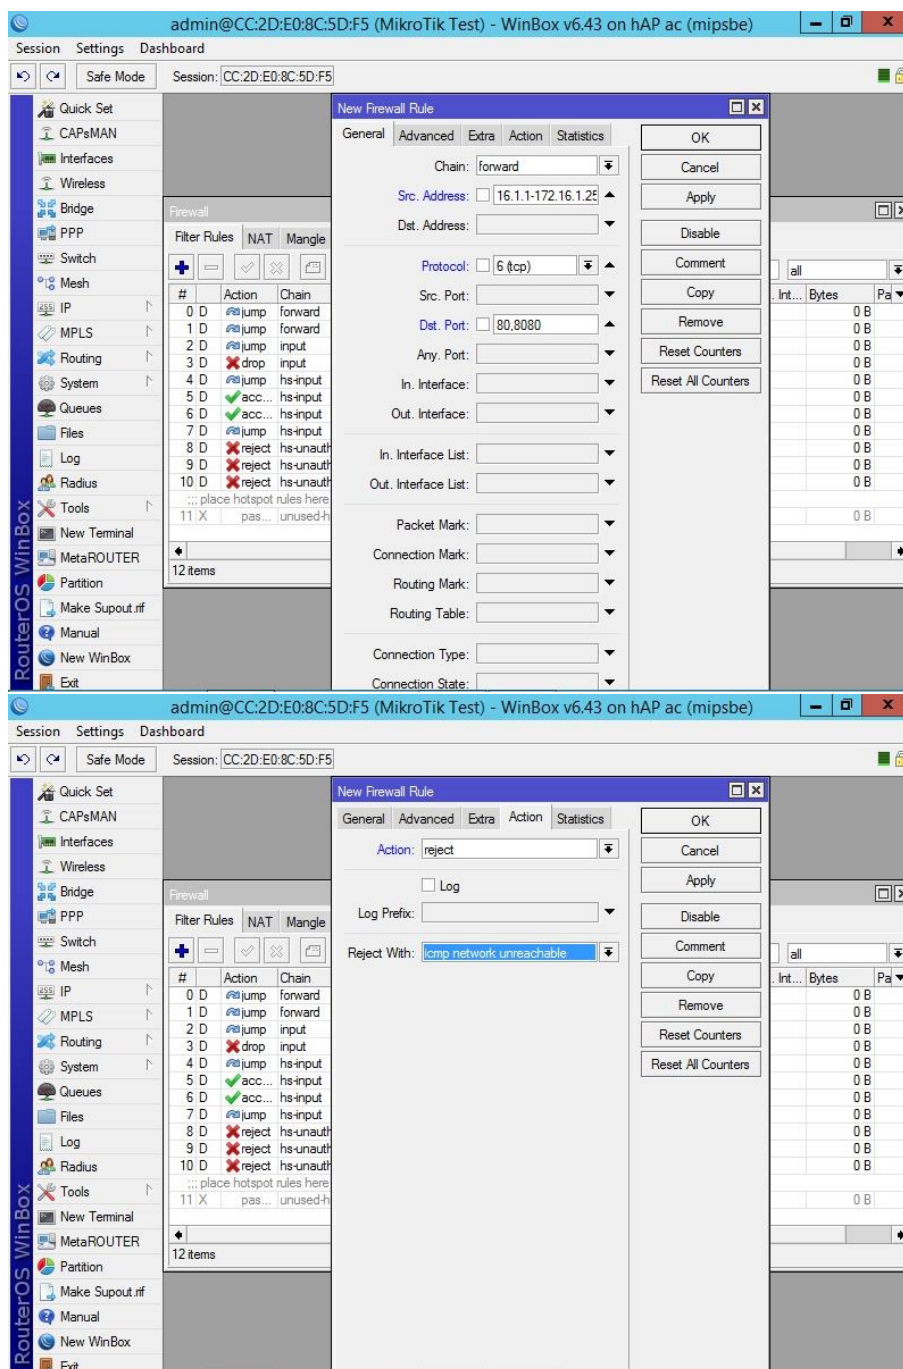 admin@CC:2D:E0:8C:5D:F5 (MikroTik Test) - WinBox v6.43 on hAP ac (mipsbe)
Session Settings Dashboard
Safe Mode Session: CC:2D:E0:8C:5D:F5
RouterOS WinBox
Quick Set
CAPsMAN
Interfaces
Wireless
Bridge
PPP
Switch
Mesh
IP
MPLS
Routing
System
Queues
Files
Log
Radius
Tools
New Terminal
MetaROUTER
Partition
Make Supout.rif
Manual
New WinBox
Exit
Firewall
Filter Rules NAT Mangle
all
# Action Chain . Int... Bytes Pa
0 D jump forward 0 B
1 D jump forward 0 B
2 D jump input 0 B
3 D drop input 0 B
4 D jump hs-input 0 B
5 D acc... hs-input 0 B
6 D acc... hs-input 0 B
7 D jump hs-input 0 B
8 D reject hs-unauth 0 B
9 D reject hs-unauth 0 B
10 D reject hs-unauth 0 B
::: place hotspot rules here
11 X pas... unused-h 0 B
12 items
New Firewall Rule
General Advanced Extra Action Statistics
Chain: forward
Src. Address: 16.1.1-172.16.1.25
Dst. Address:
Protocol: 6 (tcp)
Src. Port:
Dst. Port: 80,8080
Any. Port:
In. Interface:
Out. Interface:
In. Interface List:
Out. Interface List:
Packet Mark:
Connection Mark:
Routing Mark:
Routing Table:
Connection Type:
Connection State:
OK
Cancel
Apply
Disable
Comment
Copy
Remove
Reset Counters
Reset All Counters
admin@CC:2D:E0:8C:5D:F5 (MikroTik Test) - WinBox v6.43 on hAP ac (mipsbe)
Session Settings Dashboard
Safe Mode Session: CC:2D:E0:8C:5D:F5
RouterOS WinBox
Quick Set
CAPsMAN
Interfaces
Wireless
Bridge
PPP
Switch
Mesh
IP
MPLS
Routing
System
Queues
Files
Log
Radius
Tools
New Terminal
MetaROUTER
Partition
Make Supout.rif
Manual
New WinBox
Exit
Firewall
Filter Rules NAT Mangle
all
# Action Chain . Int... Bytes Pa
0 D jump forward 0 B
1 D jump forward 0 B
2 D jump input 0 B
3 D drop input 0 B
4 D jump hs-input 0 B
5 D acc... hs-input 0 B
6 D acc... hs-input 0 B
7 D jump hs-input 0 B
8 D reject hs-unauth 0 B
9 D reject hs-unauth 0 B
10 D reject hs-unauth 0 B
::: place hotspot rules here
11 X pas... unused-h 0 B
12 items
New Firewall Rule
General Advanced Extra Action Statistics
Action: reject
Log
Log Prefix:
Reject With: icmp network unreachable
OK
Cancel
Apply
Disable
Comment
Copy
Remove
Reset Counters
Reset All Counters